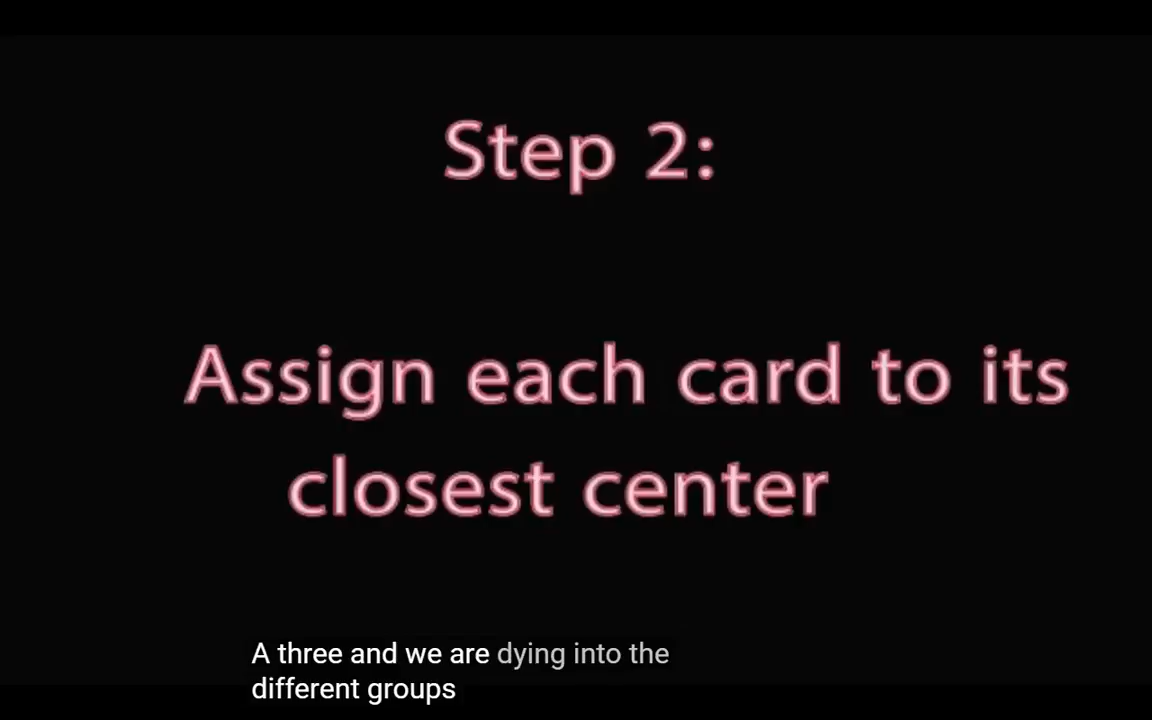 Step 2:
Assign each card to its
closest center
A three and we are dying into the
different groups